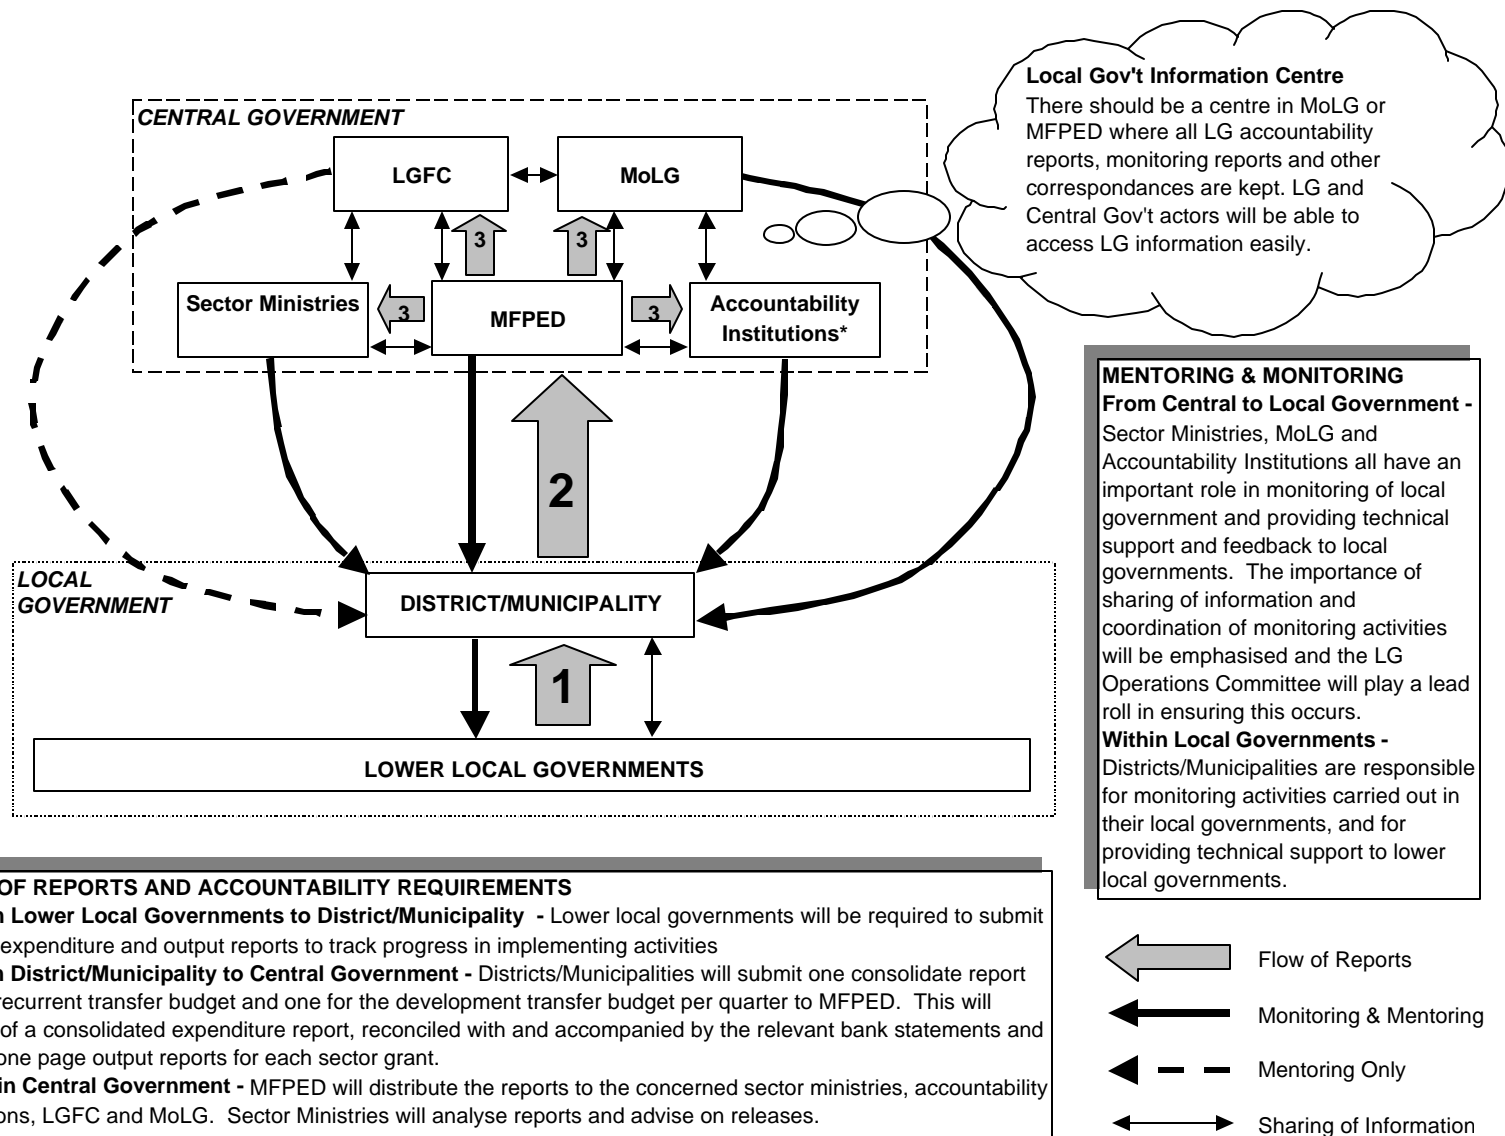 Local Gov't Information Centre
There should be a centre in MoLG or
MFPED where all LG accountability
reports, monitoring reports and other
correspondances are kept. LG and
Central Gov't actors will be able to
access LG information easily.
CENTRAL GOVERNMENT
LGFC
MoLG
3
3
Sector Ministries
3
MFPED
3
Accountability
Institutions*
2
LOCAL
GOVERNMENT
DISTRICT/MUNICIPALITY
1
LOWER LOCAL GOVERNMENTS
MENTORING & MONITORING
From Central to Local Government -
Sector Ministries, MoLG and
Accountability Institutions all have an
important role in monitoring of local
government and providing technical
support and feedback to local
governments. The importance of
sharing of information and
coordination of monitoring activities
will be emphasised and the LG
Operations Committee will play a lead
roll in ensuring this occurs.
Within Local Governments -
Districts/Municipalities are responsible
for monitoring activities carried out in
their local governments, and for
providing technical support to lower
local governments.
OF REPORTS AND ACCOUNTABILITY REQUIREMENTS
Lower Local Governments to District/Municipality - Lower local governments will be required to submit
expenditure and output reports to track progress in implementing activities
District/Municipality to Central Government - Districts/Municipalities will submit one consolidate report
recurrent transfer budget and one for the development transfer budget per quarter to MFPED. This will
of a consolidated expenditure report, reconciled with and accompanied by the relevant bank statements and
one page output reports for each sector grant.
in Central Government - MFPED will distribute the reports to the concerned sector ministries, accountability
ons, LGFC and MoLG. Sector Ministries will analyse reports and advise on releases.
Flow of Reports
Monitoring & Mentoring
Mentoring Only
Sharing of Information